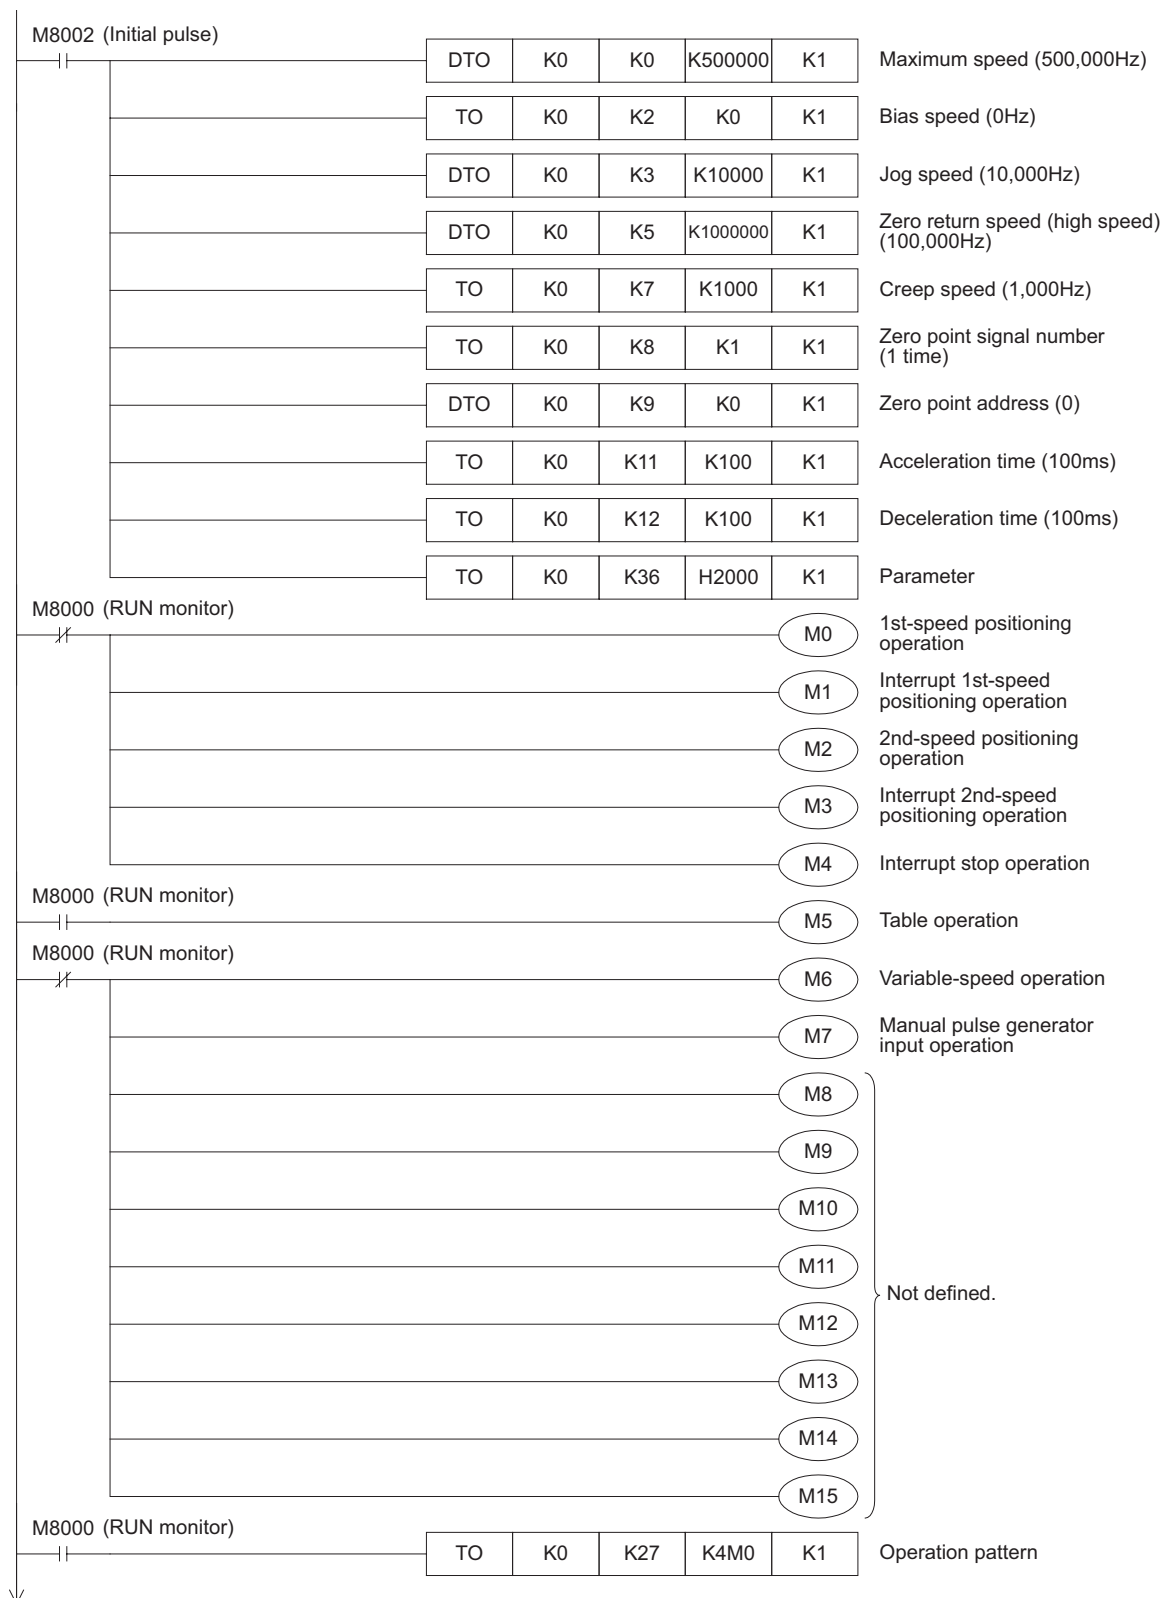 M8002 (Initial pulse)
DTO K0 K0 K500000 K1 Maximum speed (500,000Hz)
TO K0 K2 K0 K1 Bias speed (0Hz)
DTO K0 K3 K10000 K1 Jog speed (10,000Hz)
DTO K0 K5 K1000000 K1 Zero return speed (high speed)
(100,000Hz)
TO K0 K7 K1000 K1 Creep speed (1,000Hz)
TO K0 K8 K1 K1 Zero point signal number
(1 time)
DTO K0 K9 K0 K1 Zero point address (0)
TO K0 K11 K100 K1 Acceleration time (100ms)
TO K0 K12 K100 K1 Deceleration time (100ms)
TO K0 K36 H2000 K1 Parameter
M8000 (RUN monitor)
M0 1st-speed positioning
operation
M1 Interrupt 1st-speed
positioning operation
M2 2nd-speed positioning
operation
M3 Interrupt 2nd-speed
positioning operation
M4 Interrupt stop operation
M8000 (RUN monitor)
M5 Table operation
M8000 (RUN monitor)
M6 Variable-speed operation
M7 Manual pulse generator
input operation
M8
M9
M10
M11
Not defined.
M12
M13
M14
M15
M8000 (RUN monitor)
TO K0 K27 K4M0 K1 Operation pattern